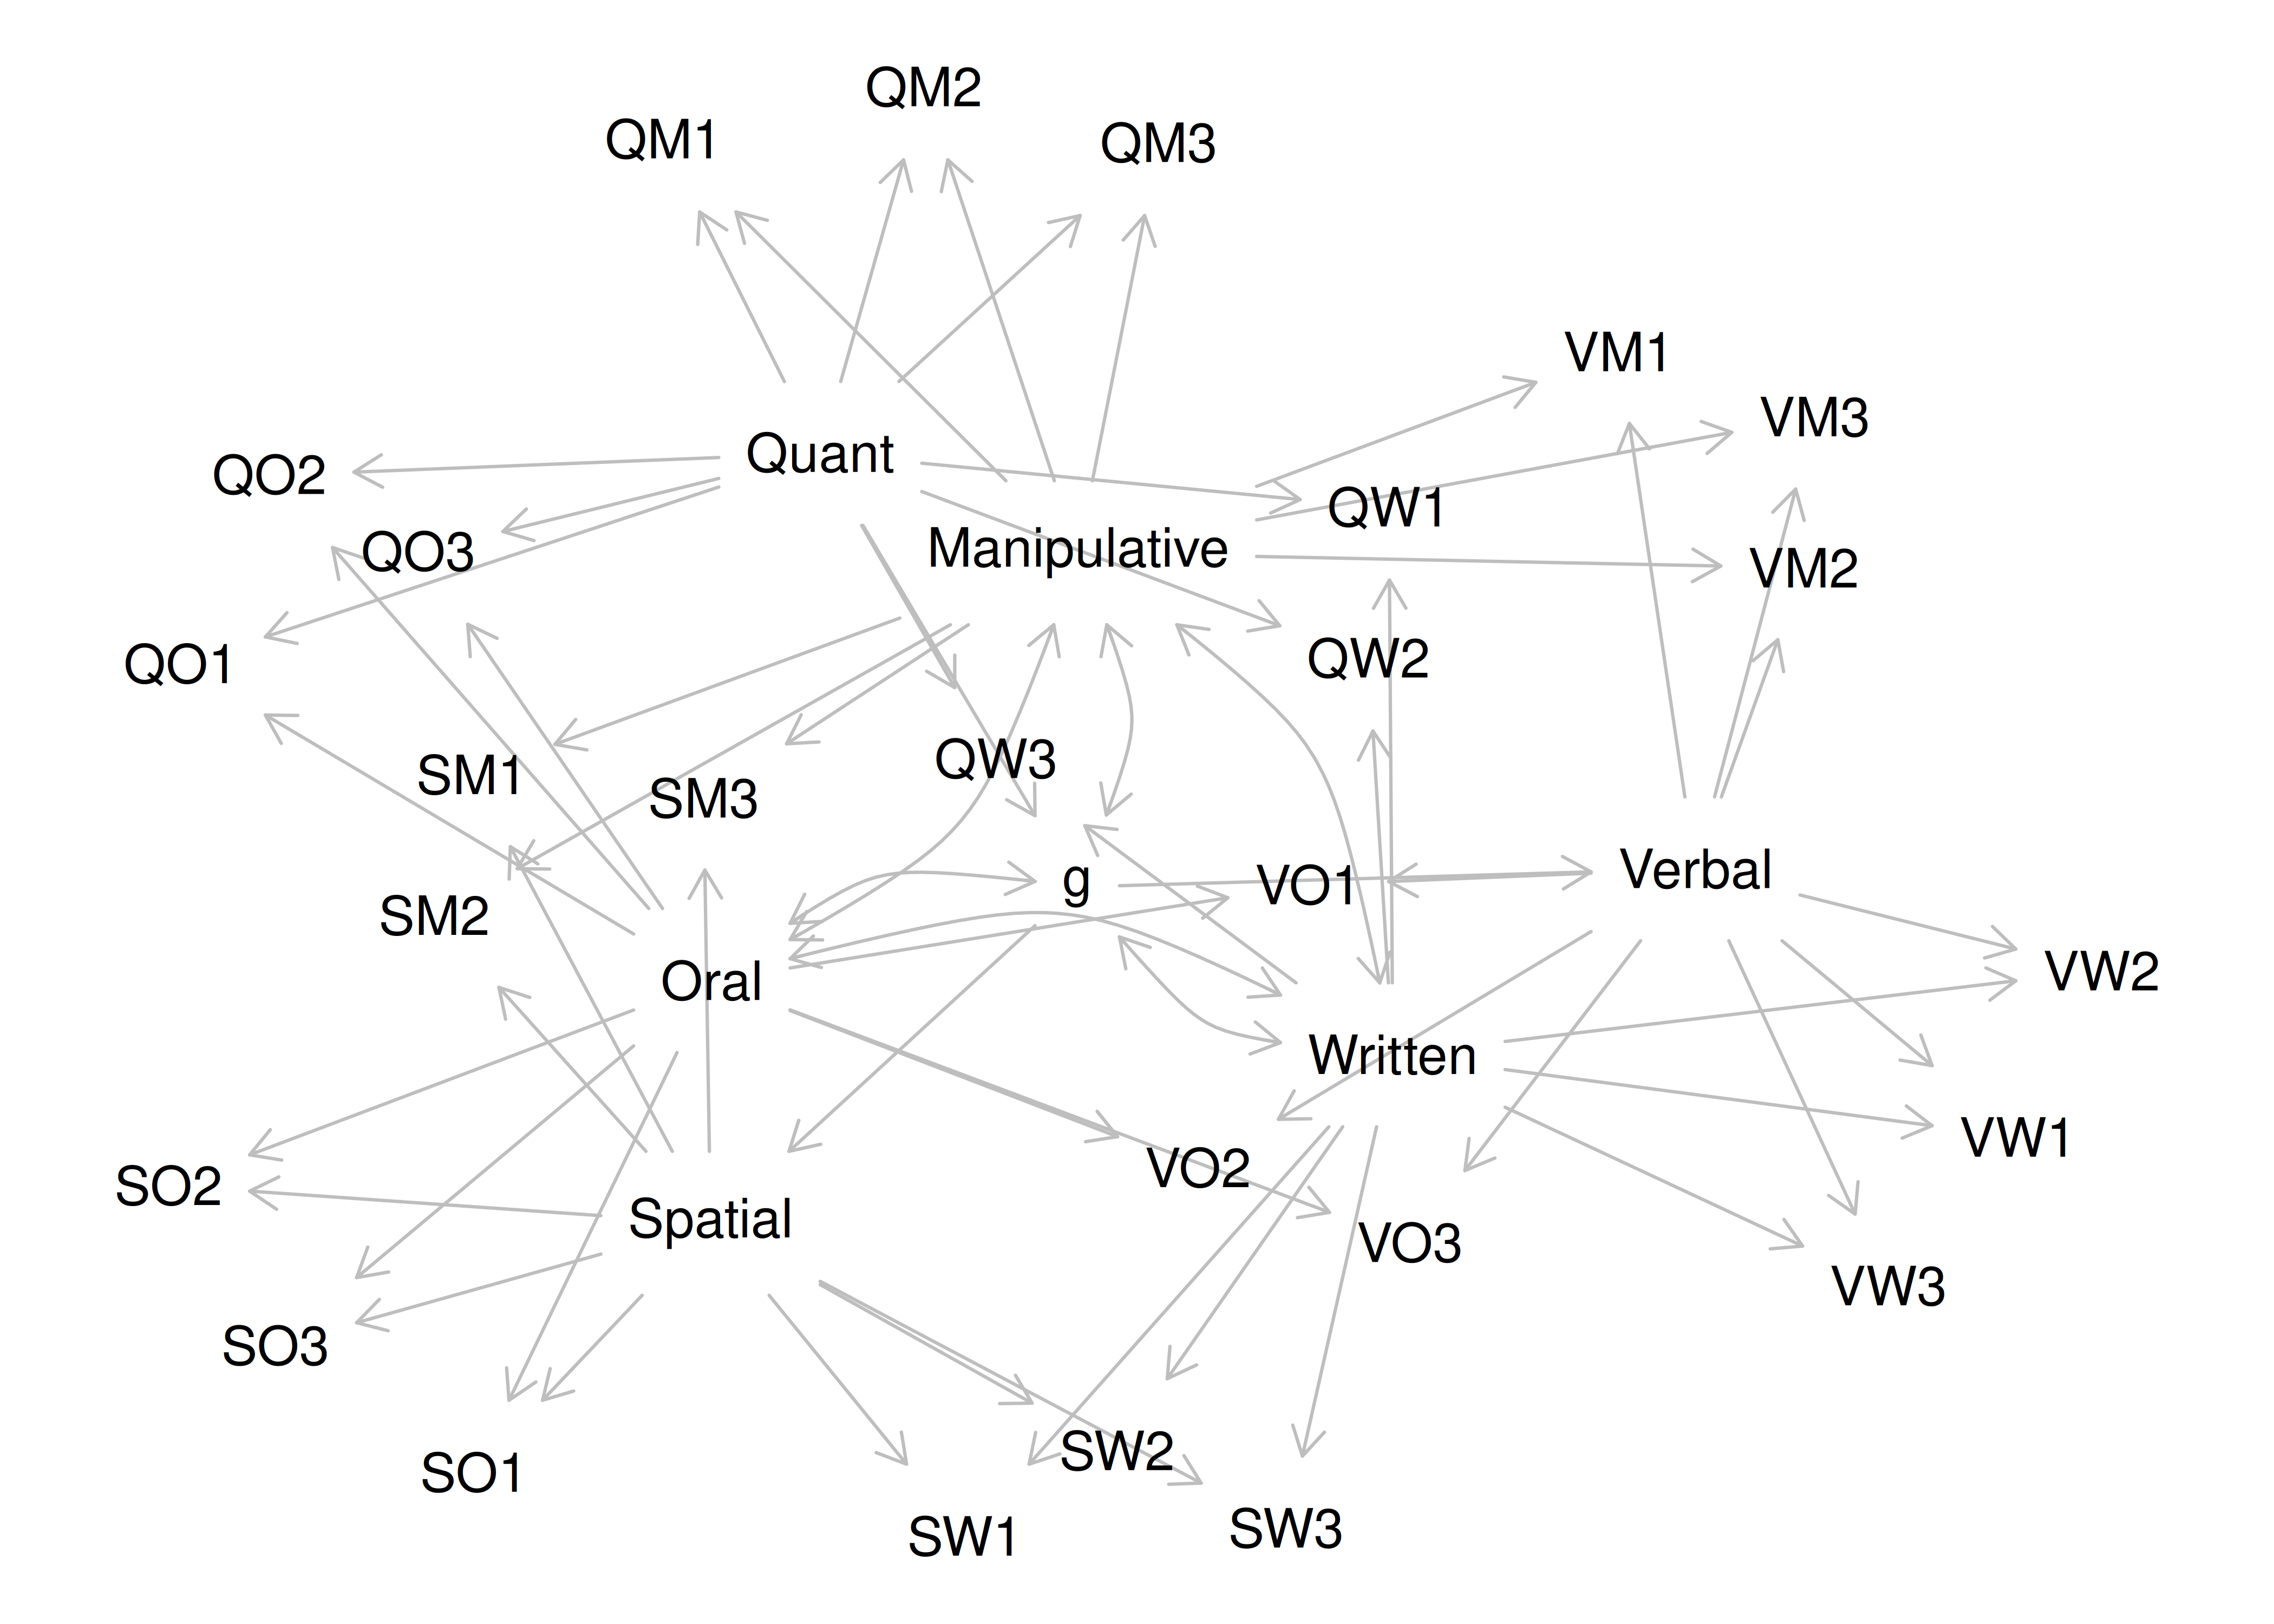 QM2
QM1
QM3
VM1
VM3
Quant
QO2
QW1
QO3
Manipulative
VM2
QO1
QW2
QW3
SM1
SM3
g
VO1
Verbal
SM2
Oral
VW2
Written
VW1
VO2
SO2
Spatial
VO3
VW3
SO3
SW2
SO1
SW3
SW1